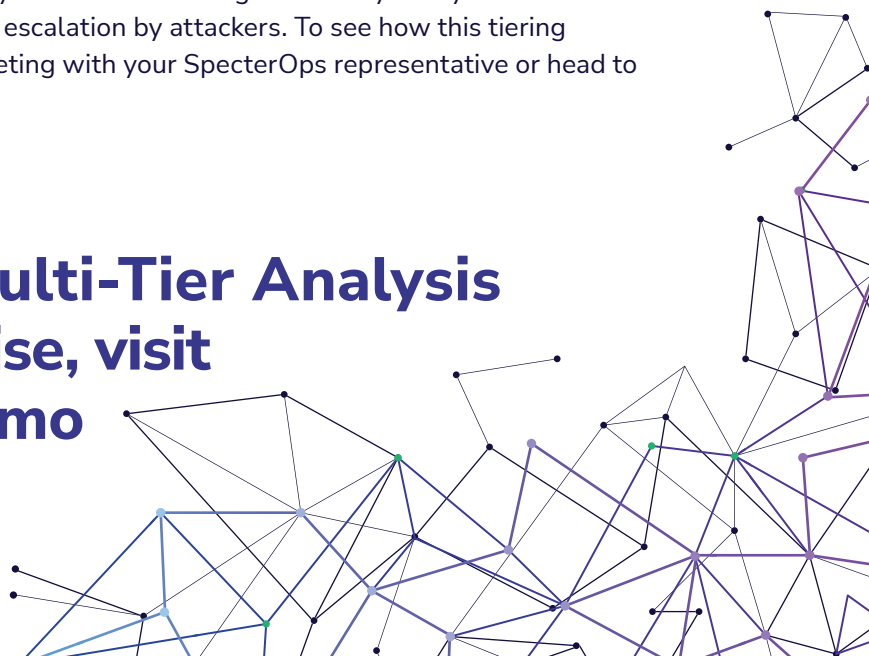 escalation by attackers. To see how this tiering
eting with your SpecterOps representative or head to
ulti-Tier Analysis
ise, visit
mo